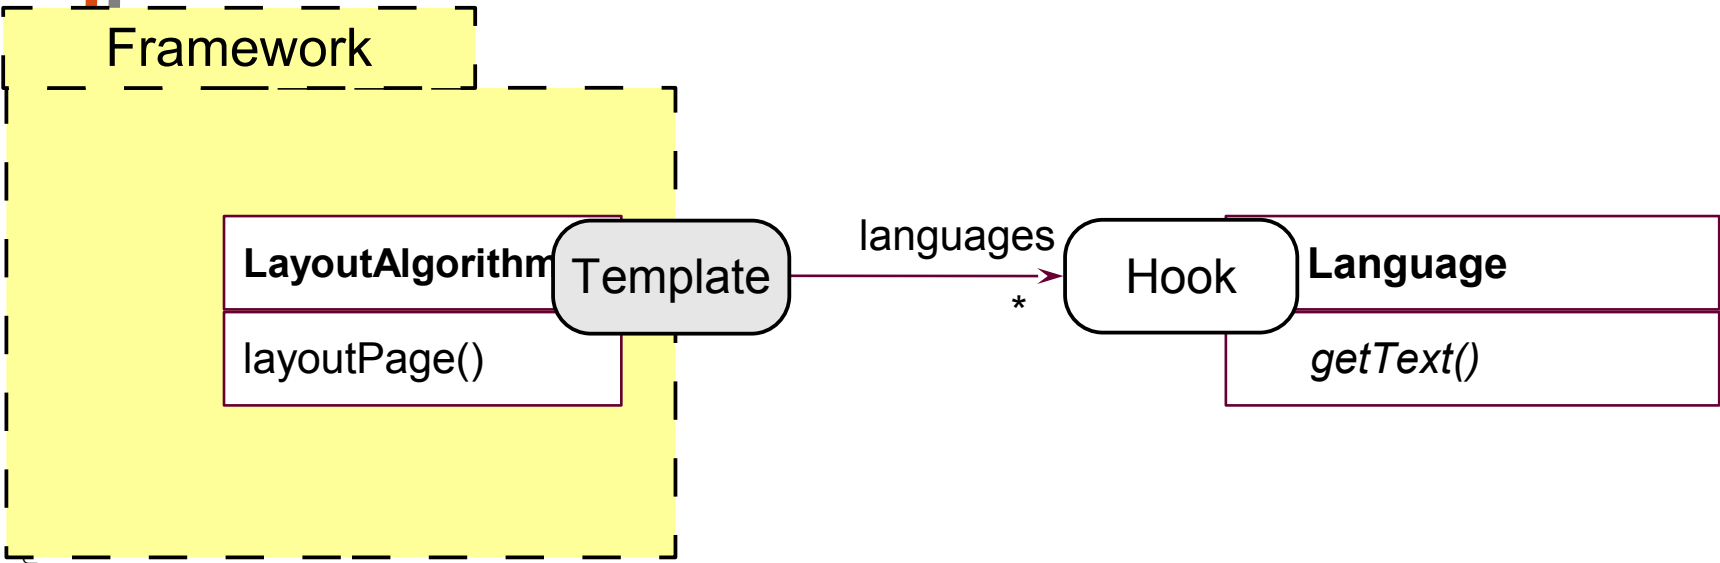 Framework
LayoutAlgorithm
Template
languages
*
Hook
Language
layoutPage()
getText()